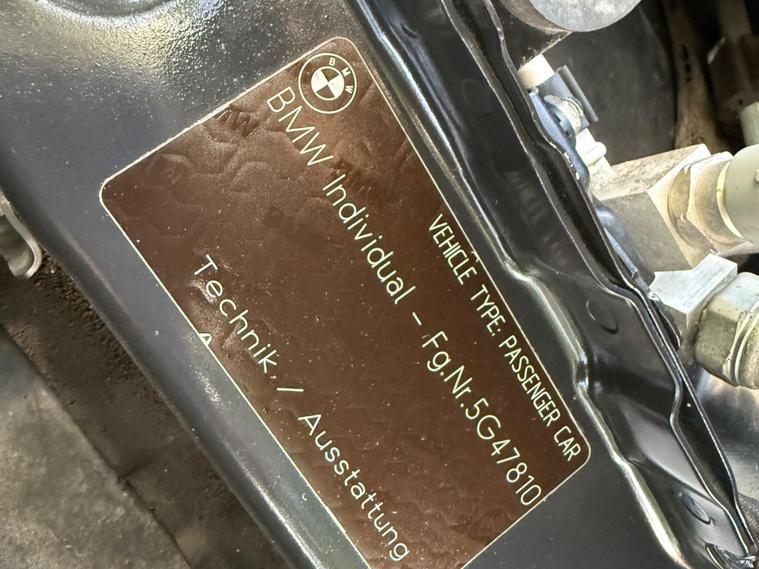 BMW
VEHICLE TYPE: PASSENGER CAR
BMW Individual - Fg.Nr.5G47810
Technik / Ausstattung